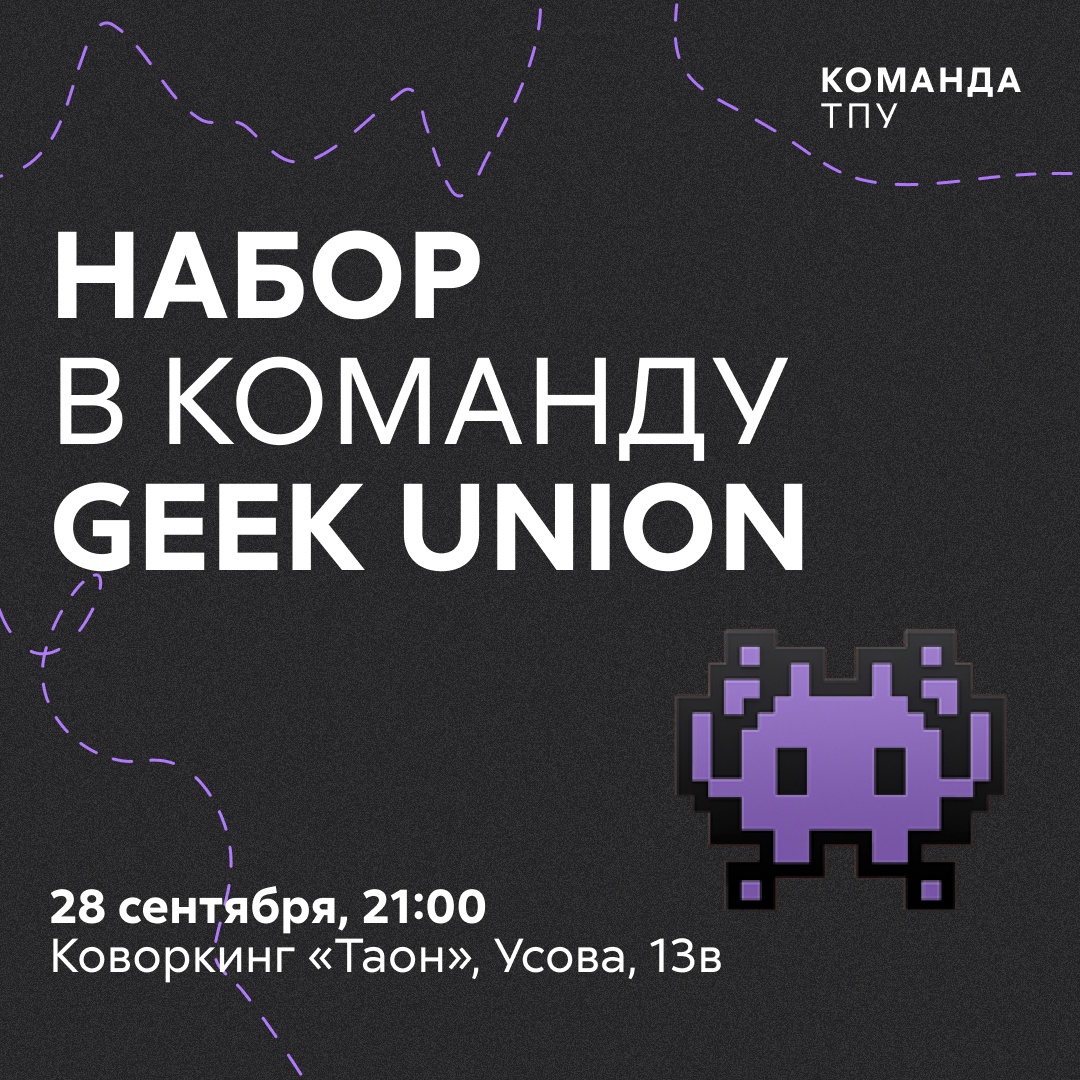 КОМАНДА
ТПУ
НАБОР
В КОМАНДУ
GEEK UNION
28 сентября, 21:00
Коворкинг «Таон», Усова, 13в